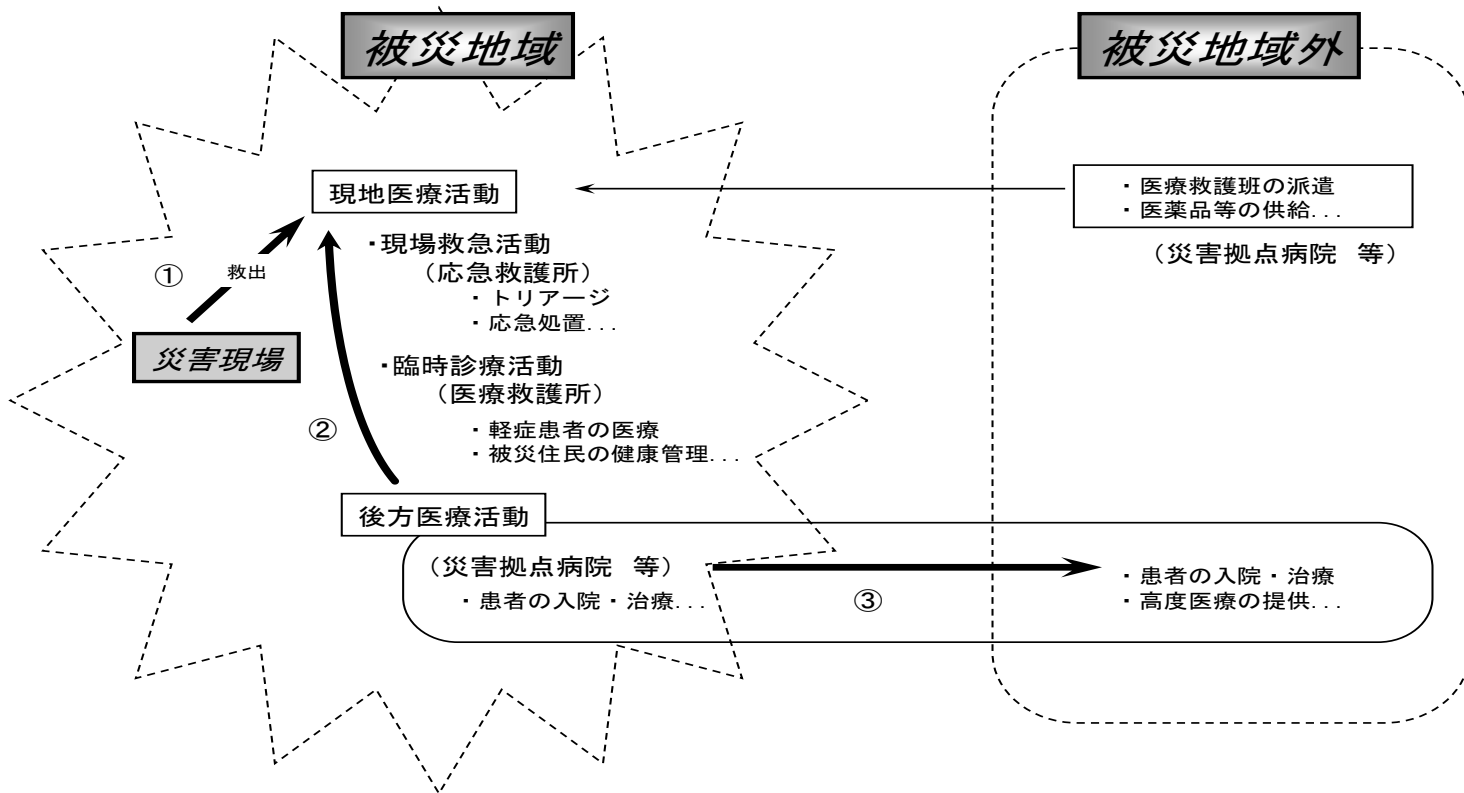 被災地域
被災地域外
現地医療活動
・医療救護班の派遣
・医薬品等の供給...
（災害拠点病院　等）
・現場救急活動
（応急救護所）
・トリアージ
・応急処置...
①
救出
災害現場
・臨時診療活動
（医療救護所）
・軽症患者の医療
・被災住民の健康管理...
②
後方医療活動
（災害拠点病院　等）
・患者の入院・治療...
③
・患者の入院・治療
・高度医療の提供...